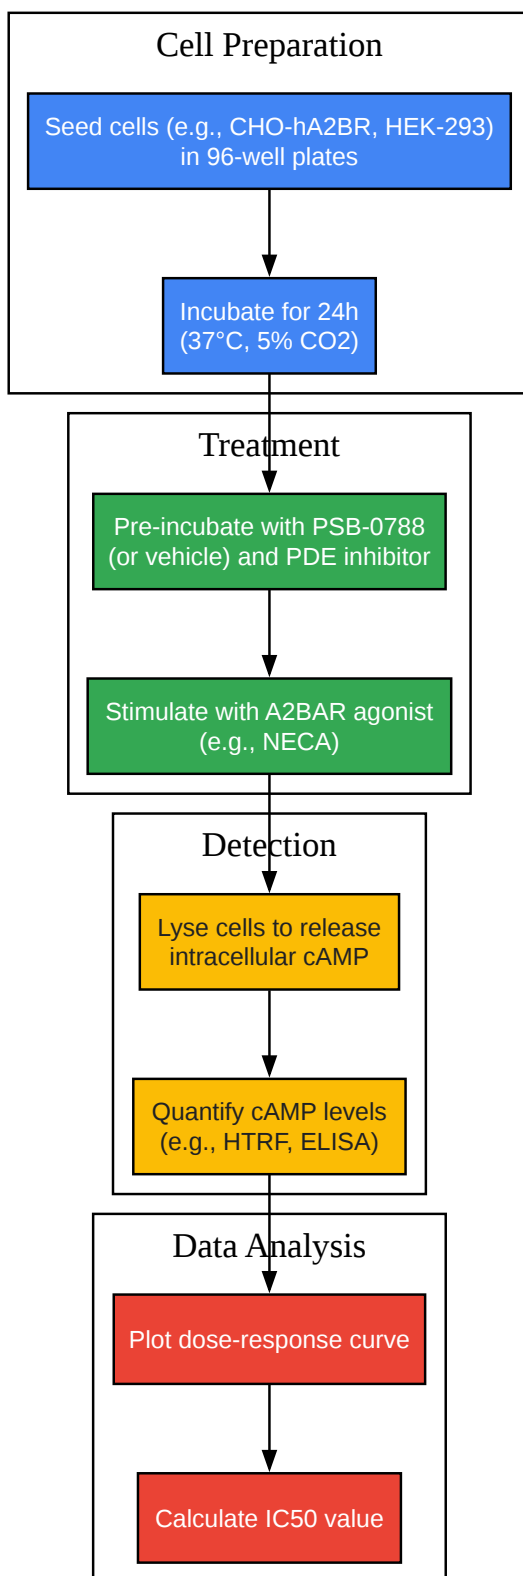 Cell Preparation
Seed cells (e.g., CHO-hA2BR, HEK-293)
in 96-well plates
Incubate for 24h
(37°C, 5% CO2)
Treatment
Pre-incubate with PSB-0788
(or vehicle) and PDE inhibitor
Stimulate with A2BAR agonist
(e.g., NECA)
Detection
Lyse cells to release
intracellular cAMP
Quantify cAMP levels
(e.g., HTRF, ELISA)
Data Analysis
Plot dose-response curve
Calculate IC50 value